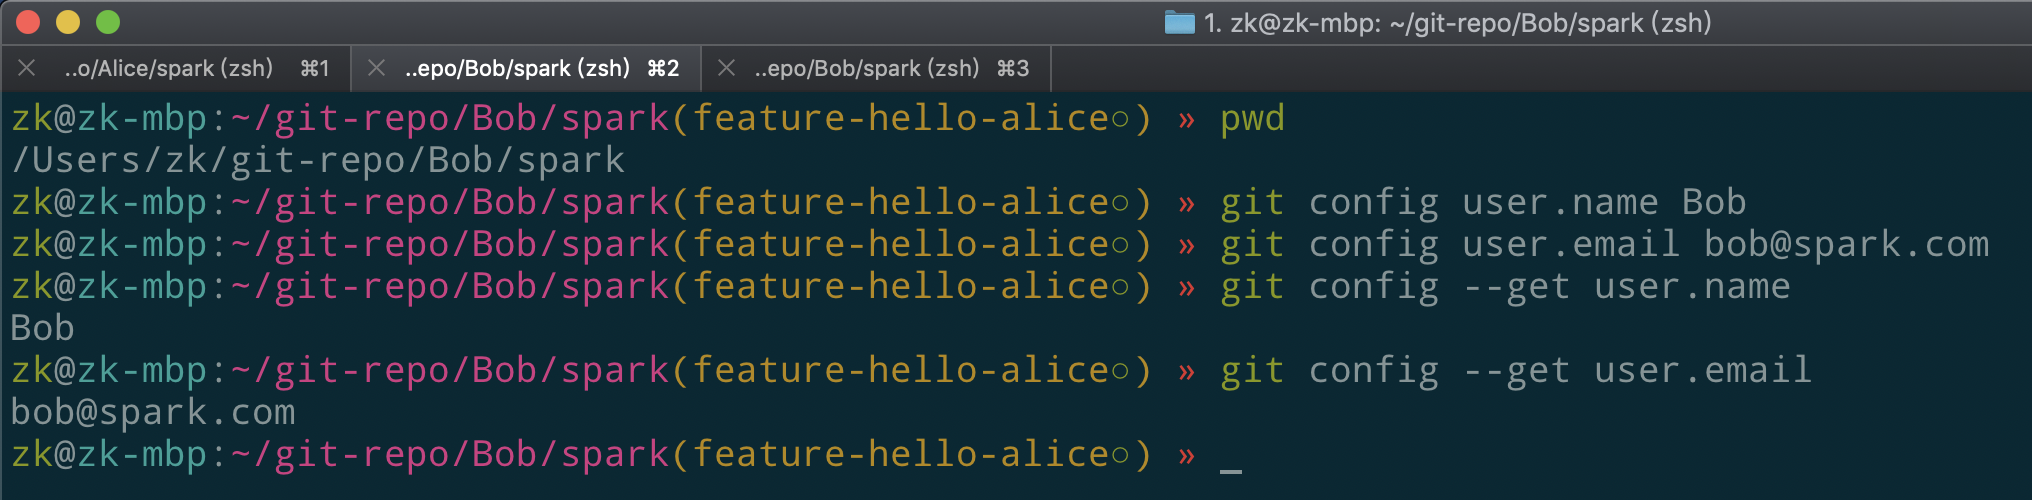 1. zk@zk-mbp: ~/git-repo/Bob/spark (zsh)
..o/Alice/spark (zsh) ⌘1 ..epo/Bob/spark (zsh) ⌘2 ..epo/Bob/spark (zsh) ⌘3
zk@zk-mbp:~/git-repo/Bob/spark(feature-hello-alice○) » pwd
/Users/zk/git-repo/Bob/spark
zk@zk-mbp:~/git-repo/Bob/spark(feature-hello-alice○) » git config user.name Bob
zk@zk-mbp:~/git-repo/Bob/spark(feature-hello-alice○) » git config user.email bob@spark.com
zk@zk-mbp:~/git-repo/Bob/spark(feature-hello-alice○) » git config --get user.name
Bob
zk@zk-mbp:~/git-repo/Bob/spark(feature-hello-alice○) » git config --get user.email
bob@spark.com
zk@zk-mbp:~/git-repo/Bob/spark(feature-hello-alice○) » _